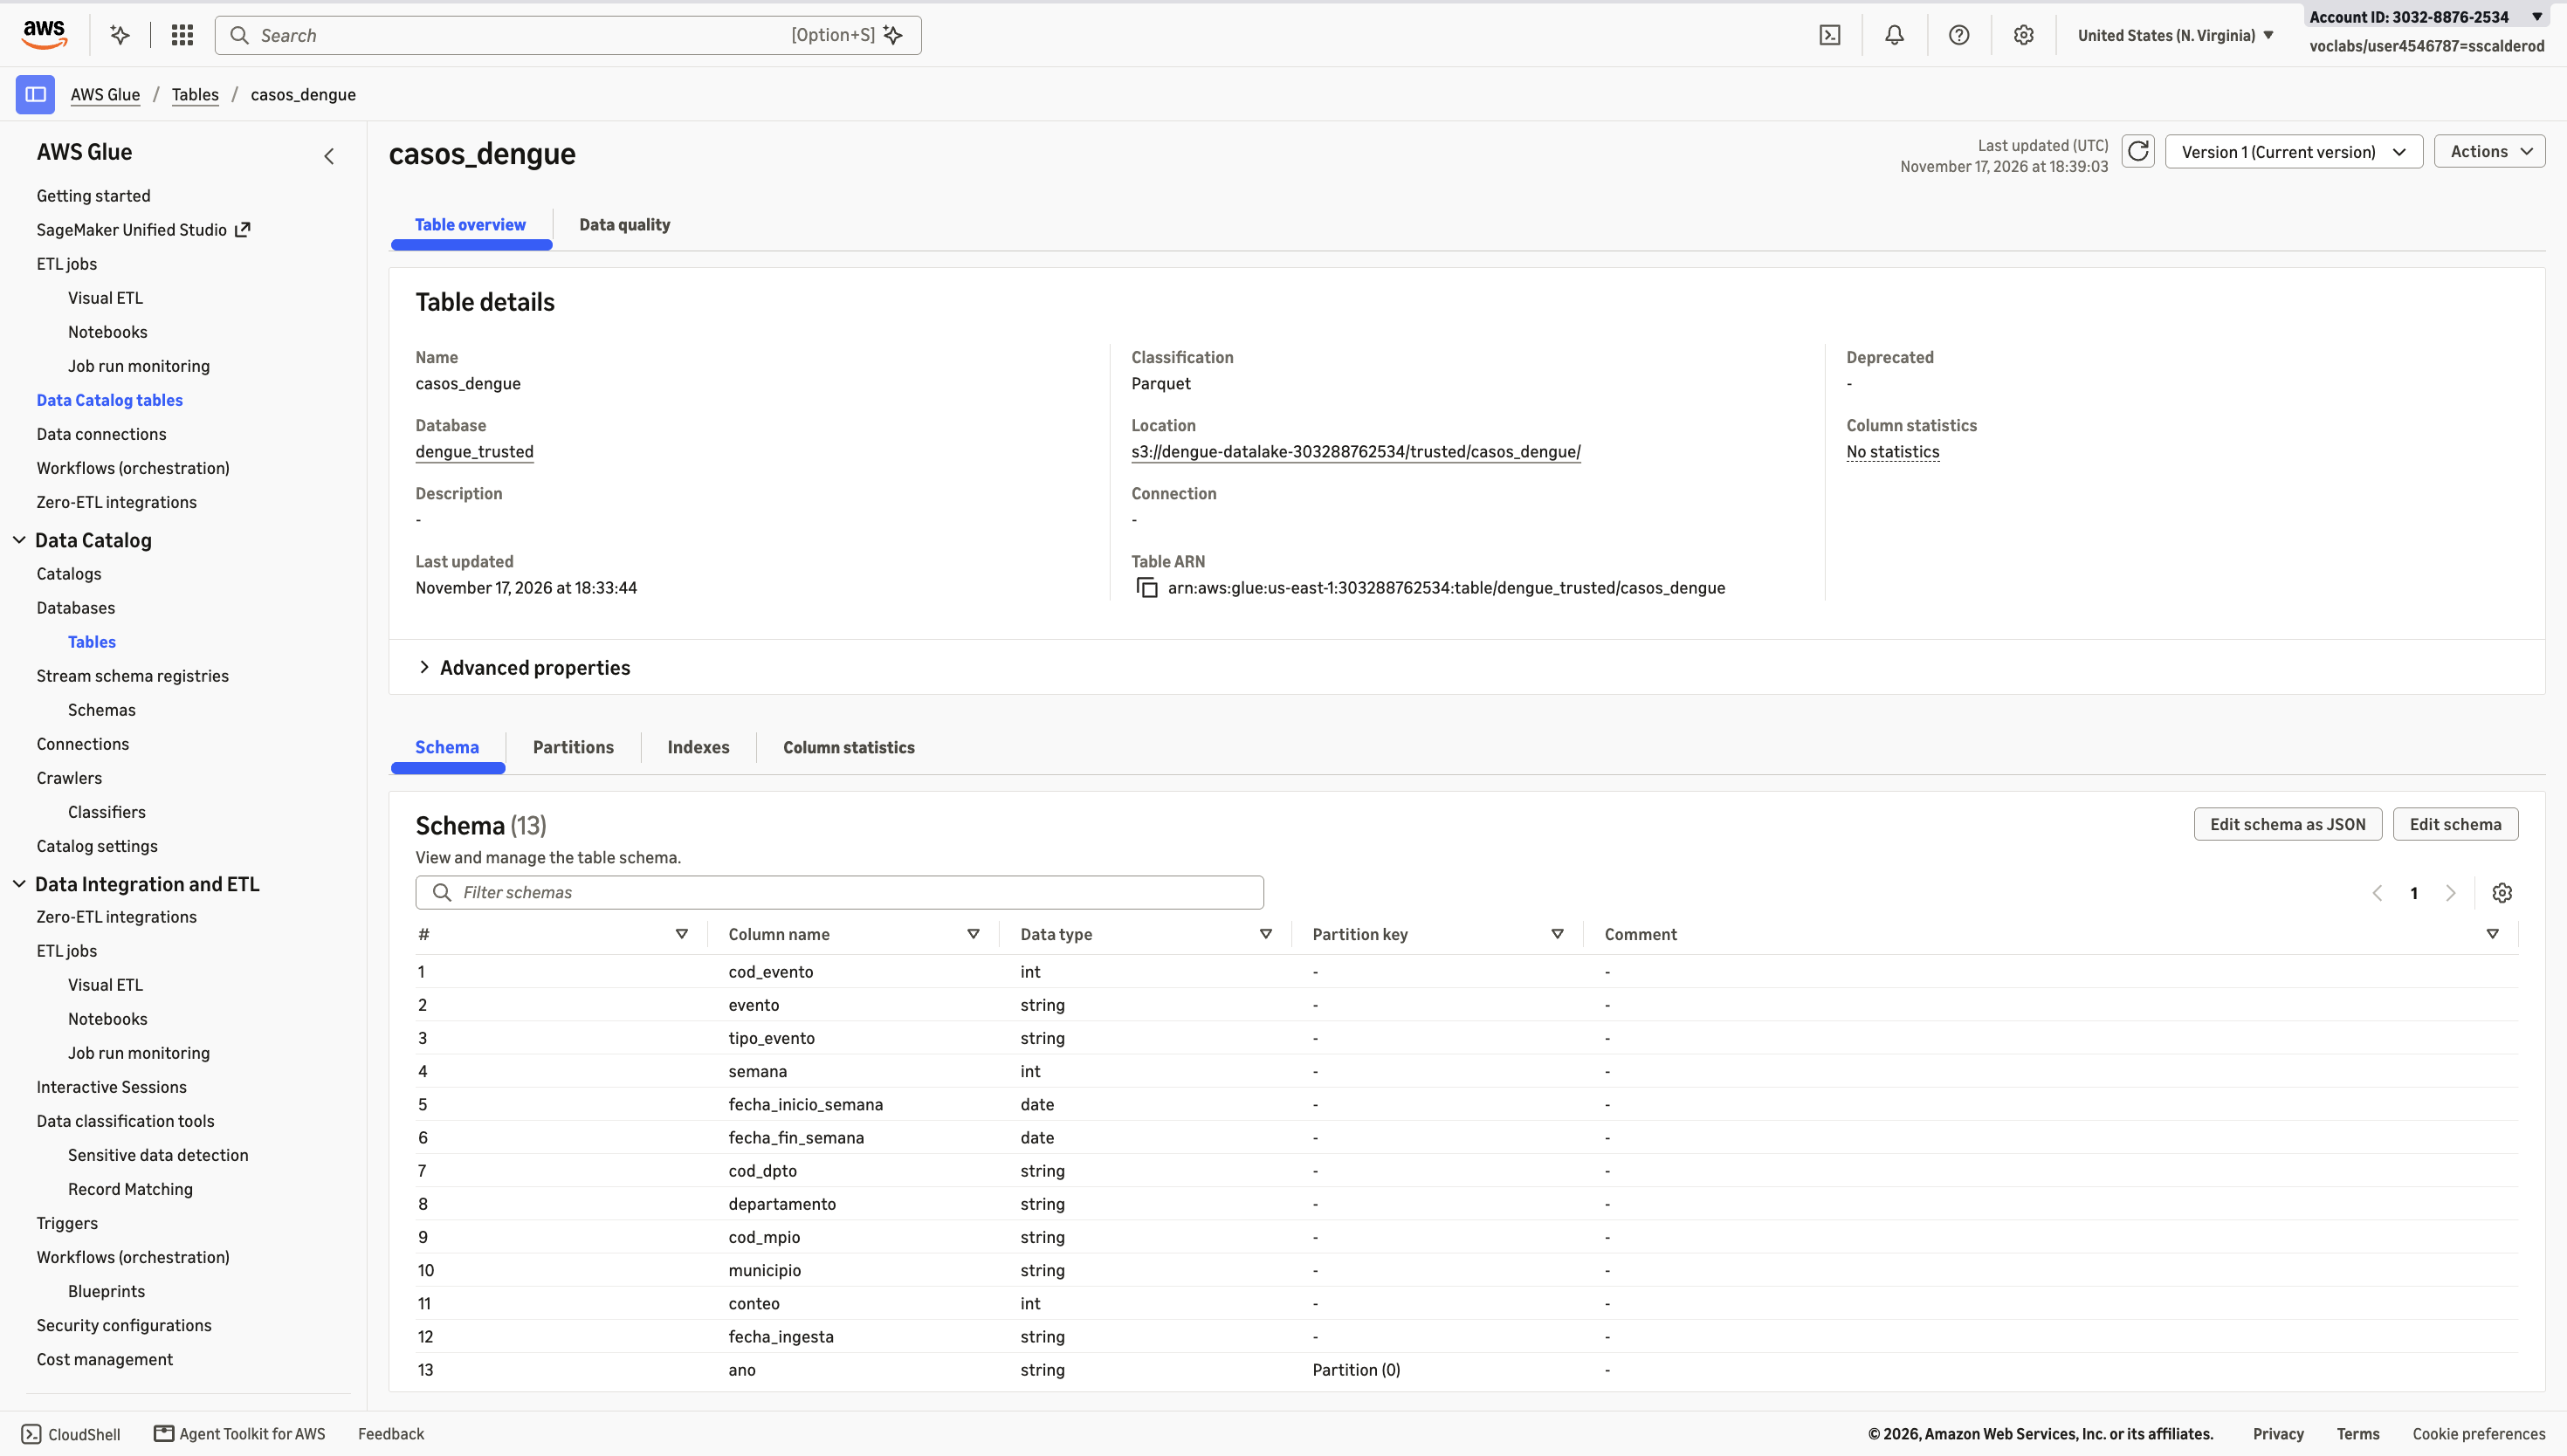 aws
Search [Option+S]
United States (N. Virginia)
Account ID: 3032-8876-2534
voclabs/user4546787=sscalderod
AWS Glue / Tables / casos_dengue
AWS Glue
Getting started
SageMaker Unified Studio
ETL jobs
Visual ETL
Notebooks
Job run monitoring
Data Catalog tables
Data connections
Workflows (orchestration)
Zero-ETL integrations
Data Catalog
Catalogs
Databases
Tables
Stream schema registries
Schemas
Connections
Crawlers
Classifiers
Catalog settings
Data Integration and ETL
Zero-ETL integrations
ETL jobs
Visual ETL
Notebooks
Job run monitoring
Interactive Sessions
Data classification tools
Sensitive data detection
Record Matching
Triggers
Workflows (orchestration)
Blueprints
Security configurations
Cost management
casos_dengue
Last updated (UTC)
November 17, 2026 at 18:39:03
Version 1 (Current version)
Actions
Table overview Data quality
Table details
Name
casos_dengue
Database
dengue_trusted
Description
-
Last updated
November 17, 2026 at 18:33:44
Classification
Parquet
Location
s3://dengue-datalake-303288762534/trusted/casos_dengue/
Connection
-
Table ARN
arn:aws:glue:us-east-1:303288762534:table/dengue_trusted/casos_dengue
Deprecated
-
Column statistics
No statistics
Advanced properties
Schema Partitions Indexes Column statistics
Schema (13)
Edit schema as JSON Edit schema
View and manage the table schema.
Filter schemas
1
# Column name Data type Partition key Comment
1 cod_evento int - -
2 evento string - -
3 tipo_evento string - -
4 semana int - -
5 fecha_inicio_semana date - -
6 fecha_fin_semana date - -
7 cod_dpto string - -
8 departamento string - -
9 cod_mpio string - -
10 municipio string - -
11 conteo int - -
12 fecha_ingesta string - -
13 ano string Partition (0) -
CloudShell Agent Toolkit for AWS Feedback
© 2026, Amazon Web Services, Inc. or its affiliates. Privacy Terms Cookie preferences